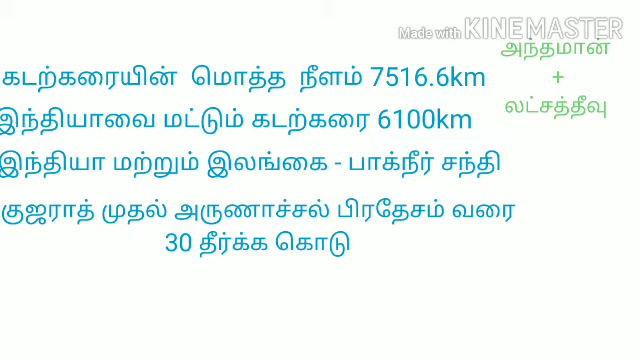 Made with KINEMASTER
அந்தமான்
+
லட்சத்தீவு
கடற்கரையின் மொத்த நீளம் 7516.6km
இந்தியாவை மட்டும் கடற்கரை 6100km
இந்தியா மற்றும் இலங்கை - பாக்நீர் சந்தி
குஜராத் முதல் அருணாச்சல் பிரதேசம் வரை
30 தீர்க்க கொடு